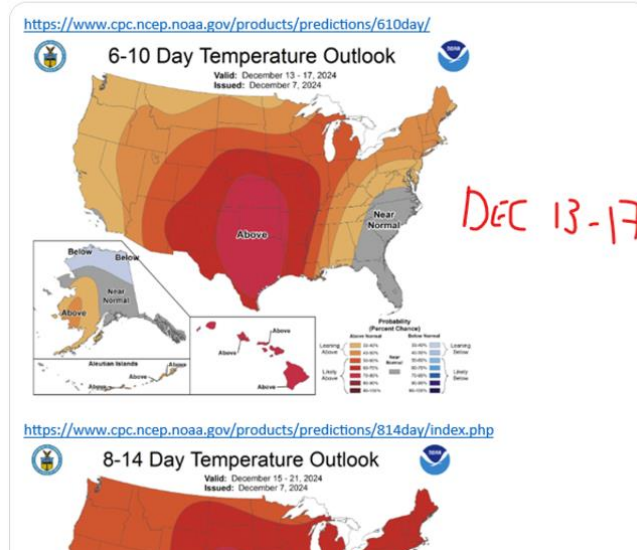 https://www.cpc.ncep.noaa.gov/products/predictions/610day/
6-10 Day Temperature Outlook
Valid: December 13 - 17, 2024
Issued: December 7, 2024
Above
Near
Normal
DEC 13-17
Below
Below
Near
Normal
Above
Aleutian Islands
Above
Above
Above
Above
Above
Above
Probability
(Percent Chance)
Above Normal
Below Normal
Leaning
Above
Likely
Above
Near
Normal
Leaning
Below
Likely
Below
https://www.cpc.ncep.noaa.gov/products/predictions/814day/index.php
8-14 Day Temperature Outlook
Valid: December 15 - 21, 2024
Issued: December 7, 2024